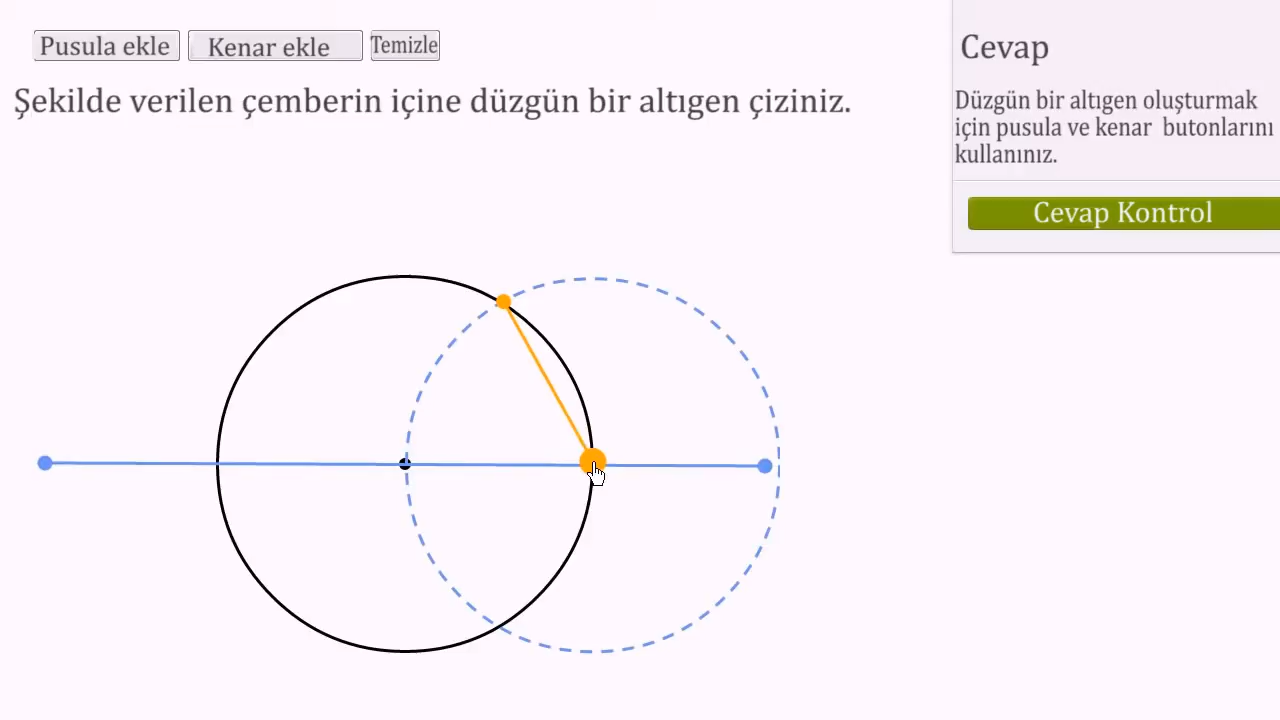 Pusula ekle
Kenar ekle
Temizle
Şekilde verilen çemberin içine düzgün bir altıgen çiziniz.
Cevap
Düzgün bir altıgen oluşturmak
için pusula ve kenar butonlarını
kullanınız.
Cevap Kontrol